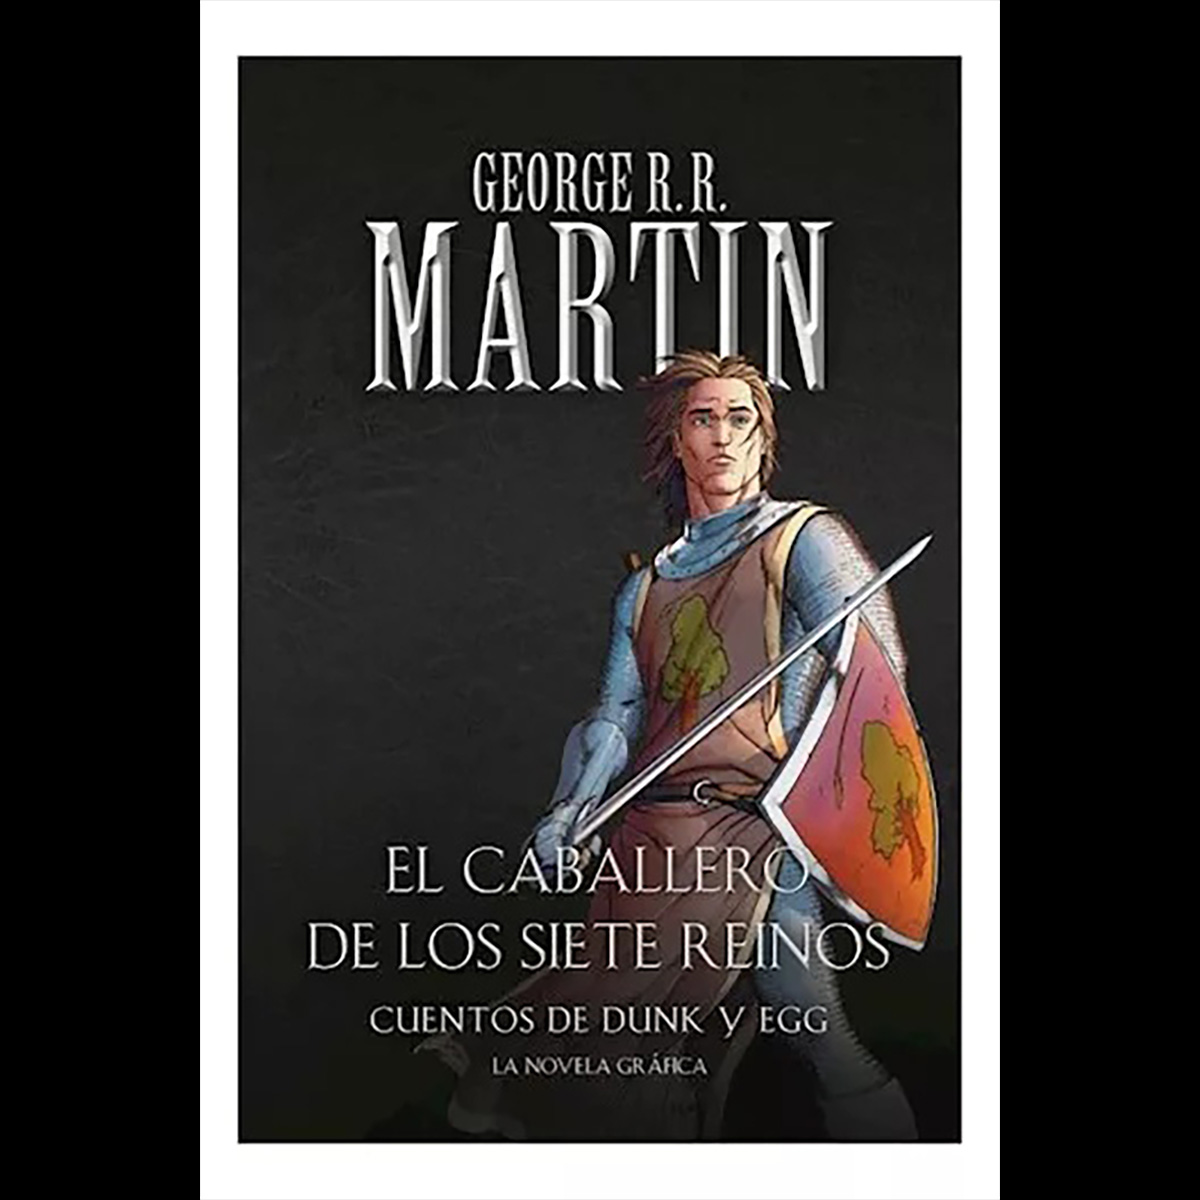 GEORGE R. R.
MARTIN
EL CABALLERO
DE LOS SIETE REINOS
CUENTOS DE DUNK Y EGG
LA NOVELA GRÁFICA